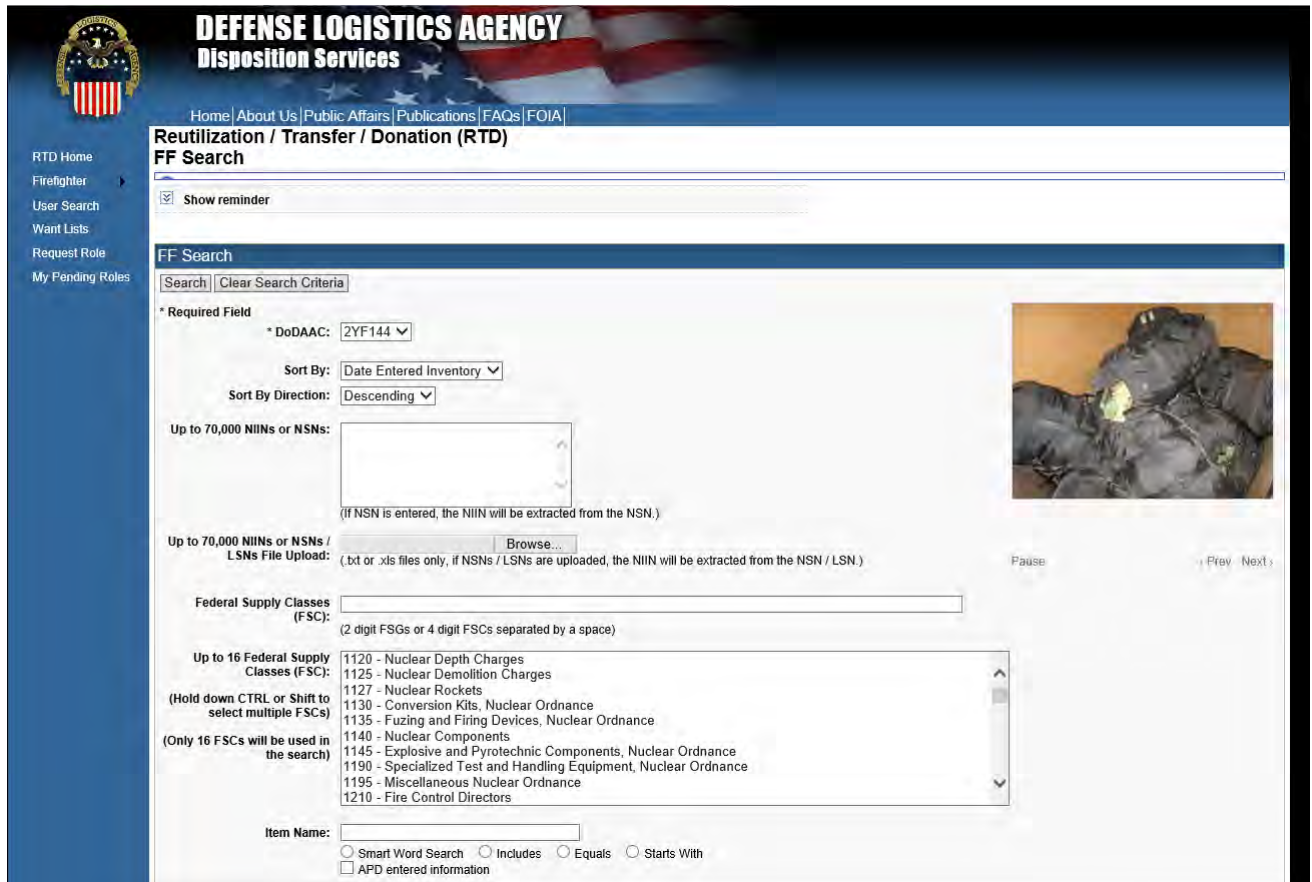 DEFENSE LOGISTICS AGENCY
Disposition Services
Home|About Us|Public Affairs|Publications|FAQs|FOIA|
Reutilization / Transfer / Donation (RTD)
FF Search
RTD Home
Firefighter
User Search
Want Lists
Request Role
My Pending Roles
Show reminder
FF Search
Search Clear Search Criteria
* Required Field
* DoDAAC: 2YF144
Sort By: Date Entered Inventory
Sort By Direction: Descending
Up to 70,000 NIINs or NSNs:
(If NSN is entered, the NIIN will be extracted from the NSN.)
Up to 70,000 NIINs or NSNs /
LSNs File Upload:
Browse...
(.txt or .xls files only, if NSNs / LSNs are uploaded, the NIIN will be extracted from the NSN / LSN.)
Pause ‹ Prev Next ›
Federal Supply Classes
(FSC):
(2 digit FSGs or 4 digit FSCs separated by a space)
Up to 16 Federal Supply
Classes (FSC):
(Hold down CTRL or Shift to
select multiple FSCs)
(Only 16 FSCs will be used in
the search)
1120 - Nuclear Depth Charges
1125 - Nuclear Demolition Charges
1127 - Nuclear Rockets
1130 - Conversion Kits, Nuclear Ordnance
1135 - Fuzing and Firing Devices, Nuclear Ordnance
1140 - Nuclear Components
1145 - Explosive and Pyrotechnic Components, Nuclear Ordnance
1190 - Specialized Test and Handling Equipment, Nuclear Ordnance
1195 - Miscellaneous Nuclear Ordnance
1210 - Fire Control Directors
Item Name:
Smart Word Search Includes Equals Starts With
APD entered information